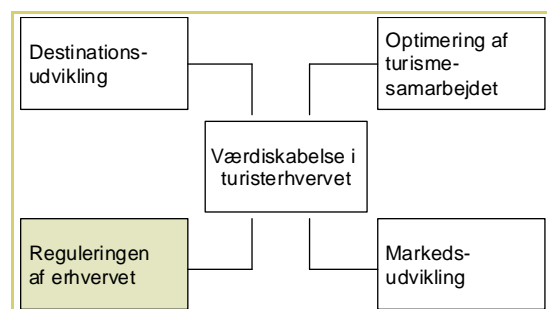 Destinations-
udvikling
Optimering af
turisme-
samarbejdet
Værdiskabelse i
turisterhvervet
Reguleringen
af erhvervet
Markeds-
udvikling